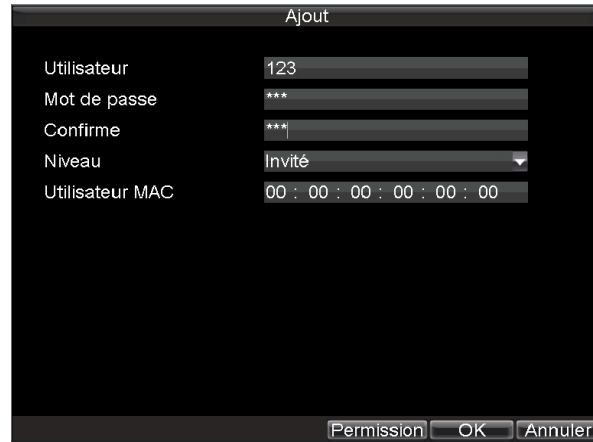 Ajout
Utilisateur 123
Mot de passe ***
Confirme ***
Niveau Invité
Utilisateur MAC 00 : 00 : 00 : 00 : 00 : 00
Permission OK Annuler